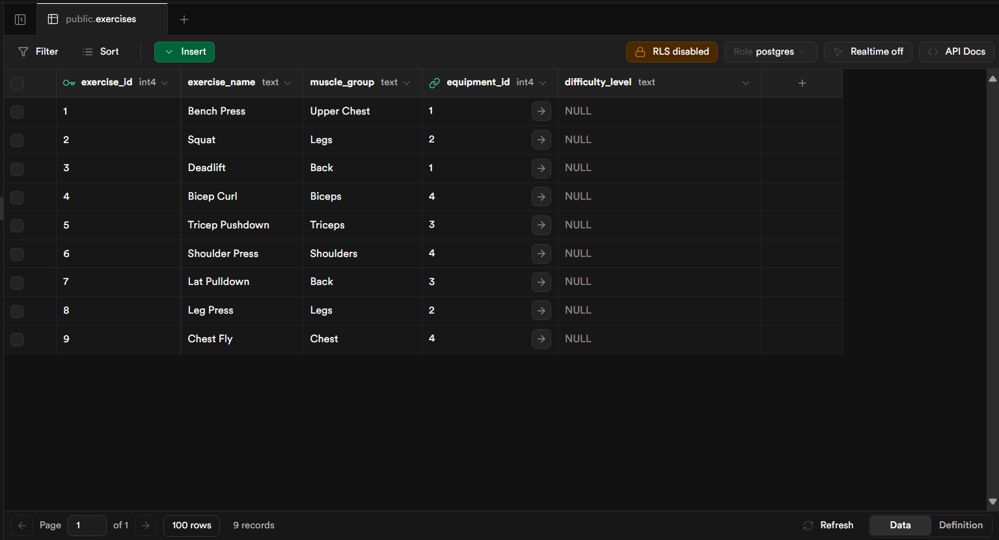 public.exercises
Filter Sort Insert RLS disabled Role postgres Realtime off API Docs
exercise_id int4 exercise_name text muscle_group text equipment_id int4 difficulty_level text
1 Bench Press Upper Chest 1 NULL
2 Squat Legs 2 NULL
3 Deadlift Back 1 NULL
4 Bicep Curl Biceps 4 NULL
5 Tricep Pushdown Triceps 3 NULL
6 Shoulder Press Shoulders 4 NULL
7 Lat Pulldown Back 3 NULL
8 Leg Press Legs 2 NULL
9 Chest Fly Chest 4 NULL
Page 1 of 1 100 rows 9 records Refresh Data Definition